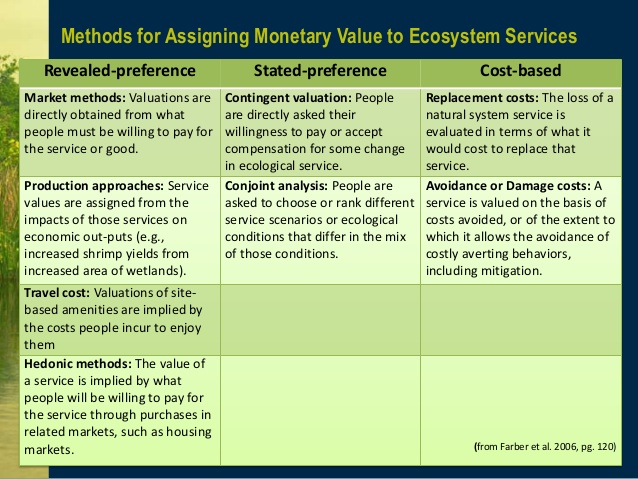 Methods for Assigning Monetary Value to Ecosystem Services
Revealed-preference
Stated-preference
Cost-based
Market methods: Valuations are
directly obtained from what
people must be willing to pay for
the service or good.
Contingent valuation: People
are directly asked their
willingness to pay or accept
compensation for some change
in ecological service.
Replacement costs: The loss of a
natural system service is
evaluated in terms of what it
would cost to replace that
service.
Production approaches: Service
values are assigned from the
impacts of those services on
economic out-puts (e.g.,
increased shrimp yields from
increased area of wetlands).
Conjoint analysis: People are
asked to choose or rank different
service scenarios or ecological
conditions that differ in the mix
of those conditions.
Avoidance or Damage costs: A
service is valued on the basis of
costs avoided, or of the extent to
which it allows the avoidance of
costly averting behaviors,
including mitigation.
Travel cost: Valuations of site-
based amenities are implied by
the costs people incur to enjoy
them
Hedonic methods: The value of
a service is implied by what
people will be willing to pay for
the service through purchases in
related markets, such as housing
markets.
(from Farber et al. 2006, pg. 120)